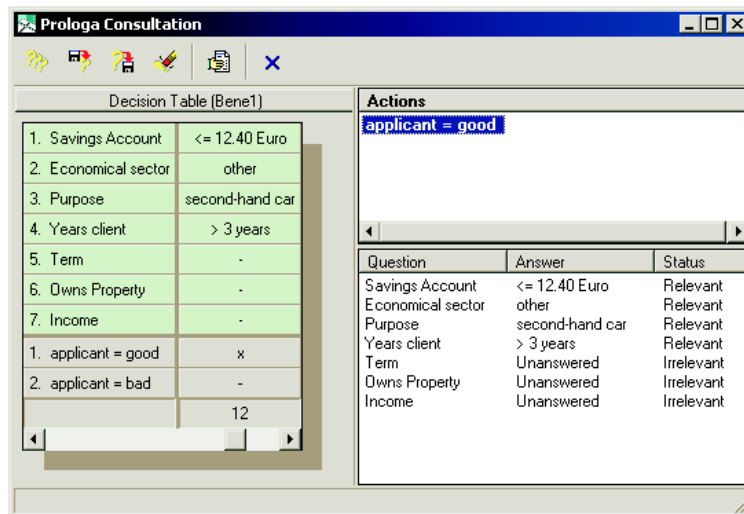 Prologa Consultation
Decision Table (Bene1)
1. Savings Account <= 12.40 Euro
2. Economical sector other
3. Purpose second-hand car
4. Years client > 3 years
5. Term -
6. Owns Property -
7. Income -
1. applicant = good x
2. applicant = bad -
12
Actions
applicant = good
Question Answer Status
Savings Account <= 12.40 Euro Relevant
Economical sector other Relevant
Purpose second-hand car Relevant
Years client > 3 years Relevant
Term Unanswered Irrelevant
Owns Property Unanswered Irrelevant
Income Unanswered Irrelevant